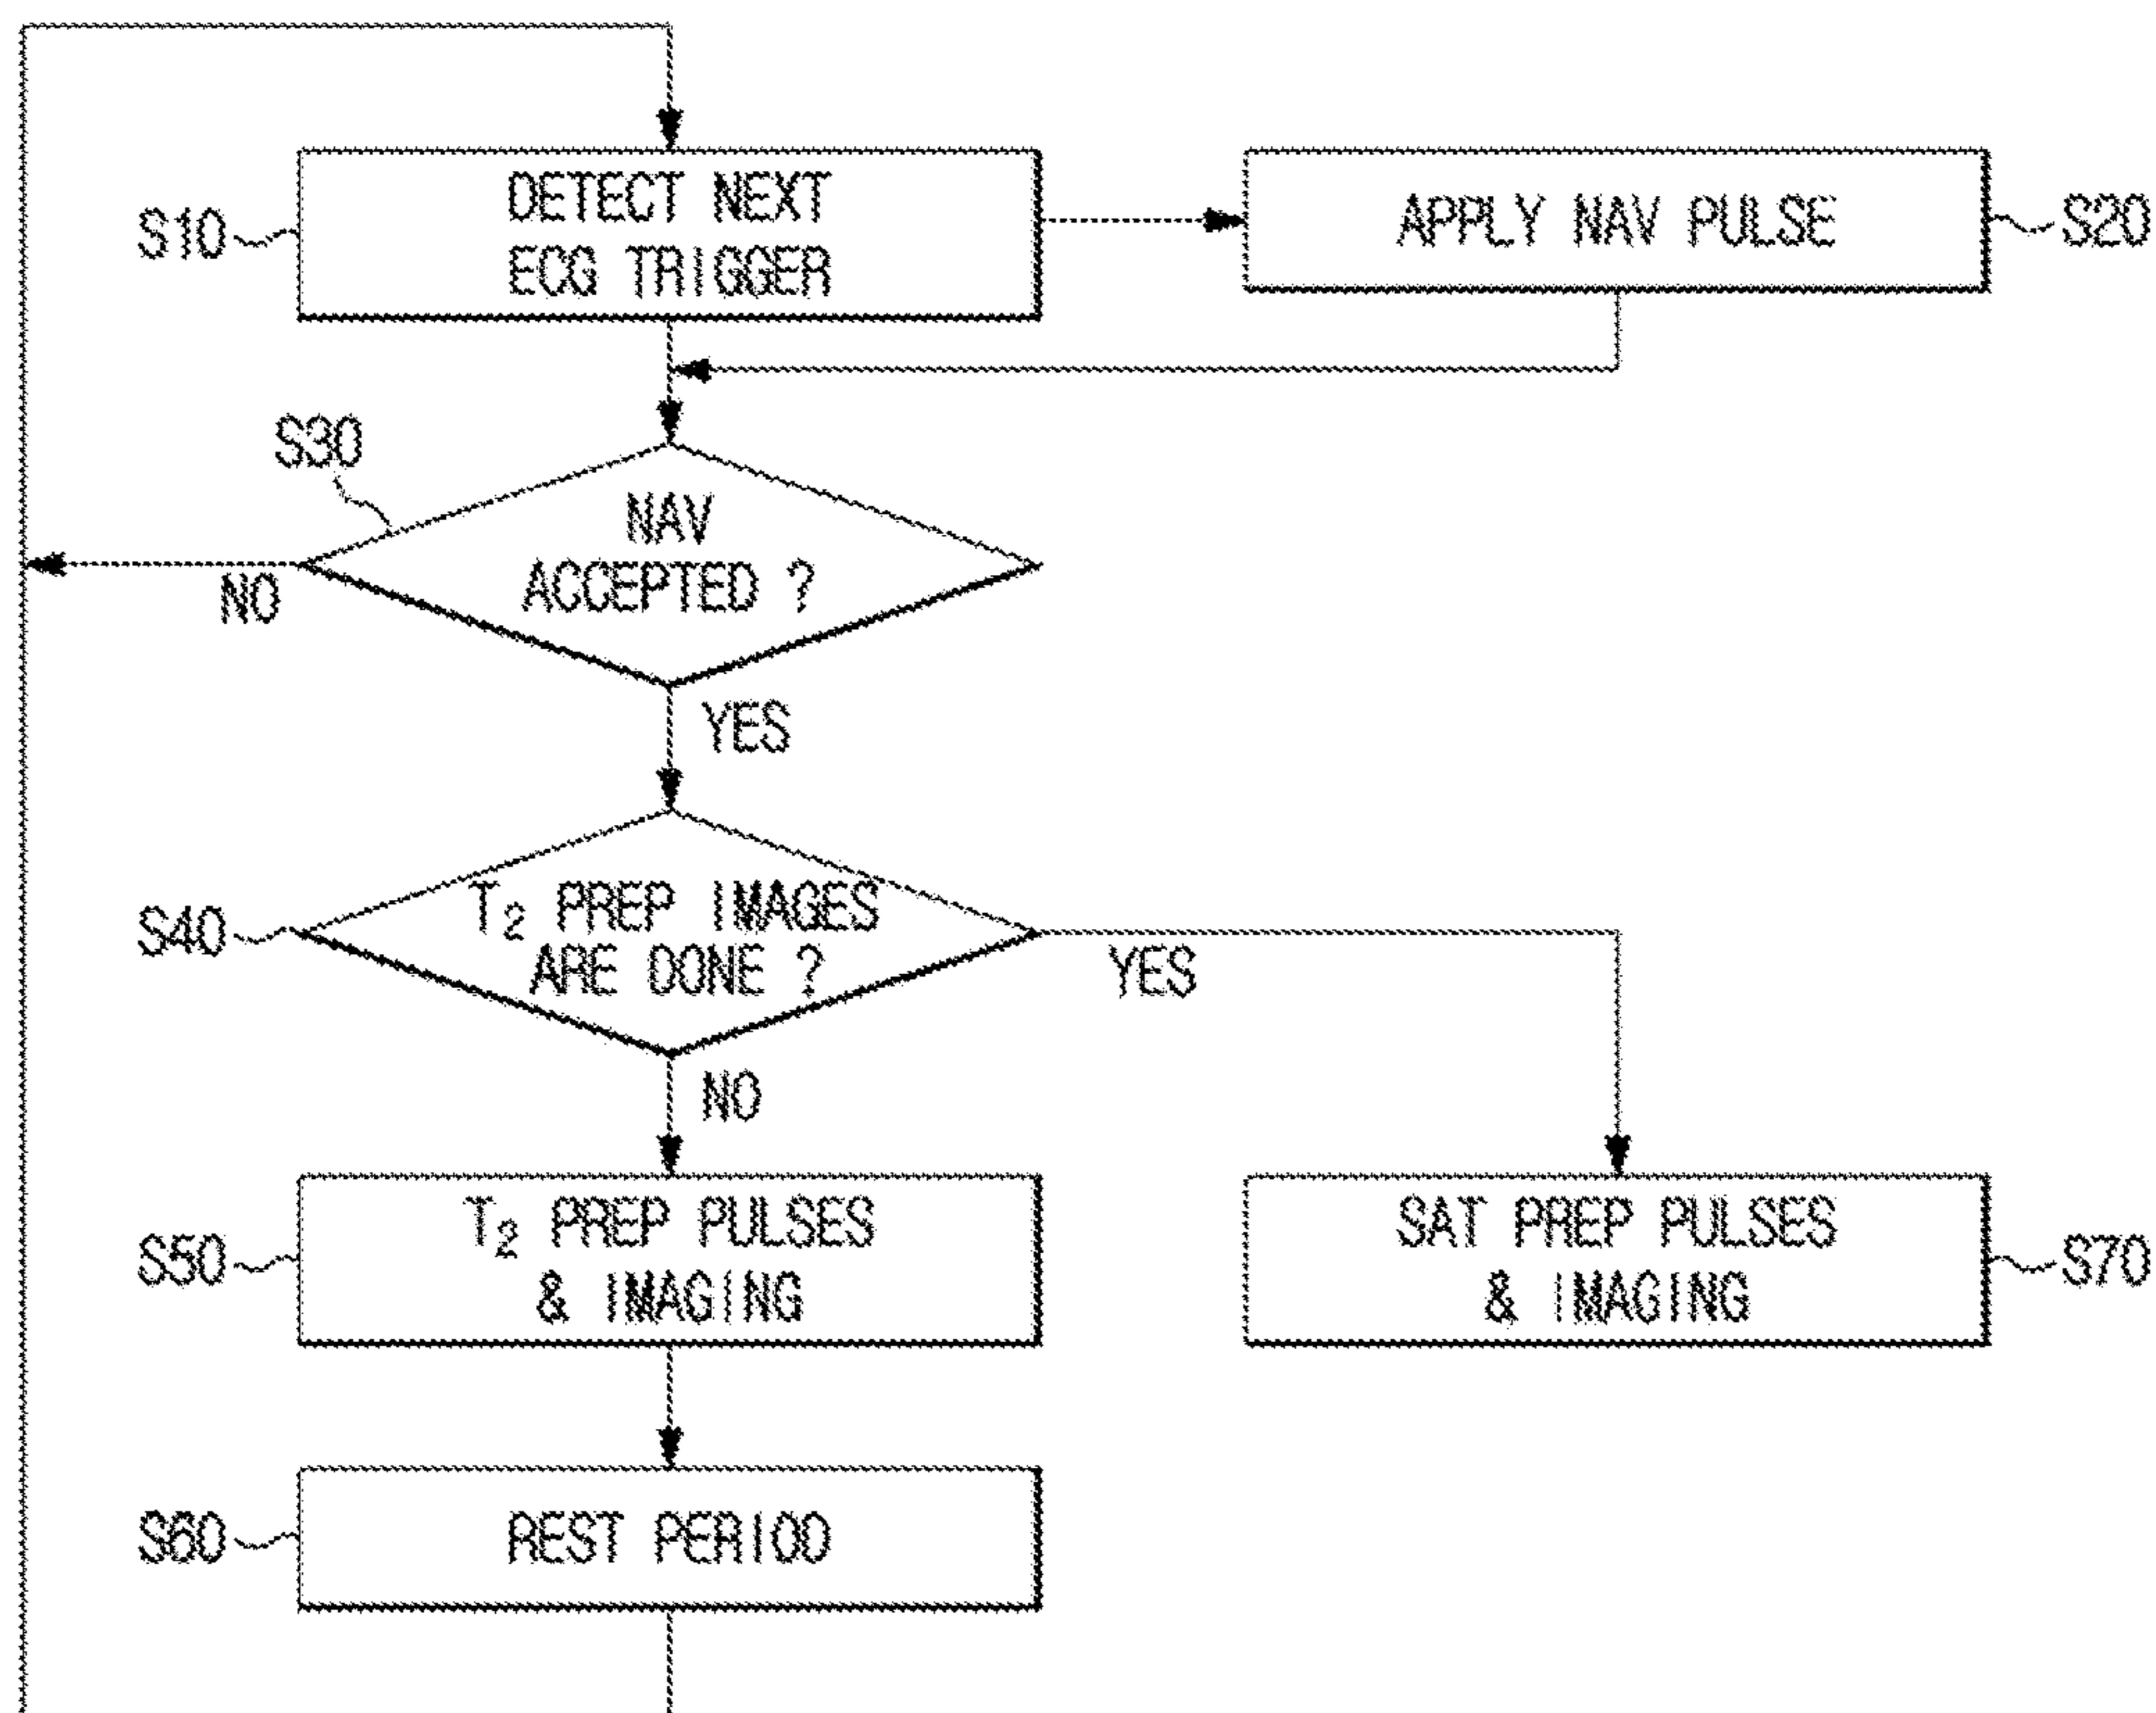 DETECT NEXT
ECG TRIGGER
S10
APPLY NAV PULSE
S20
S30
NAV
ACCEPTED ?
NO
YES
T₂ PREP IMAGES
ARE DONE ?
S40
YES
NO
T₂ PREP PULSES
& IMAGING
S50
SAT PREP PULSES
& IMAGING
S70
REST PERIOD
S60